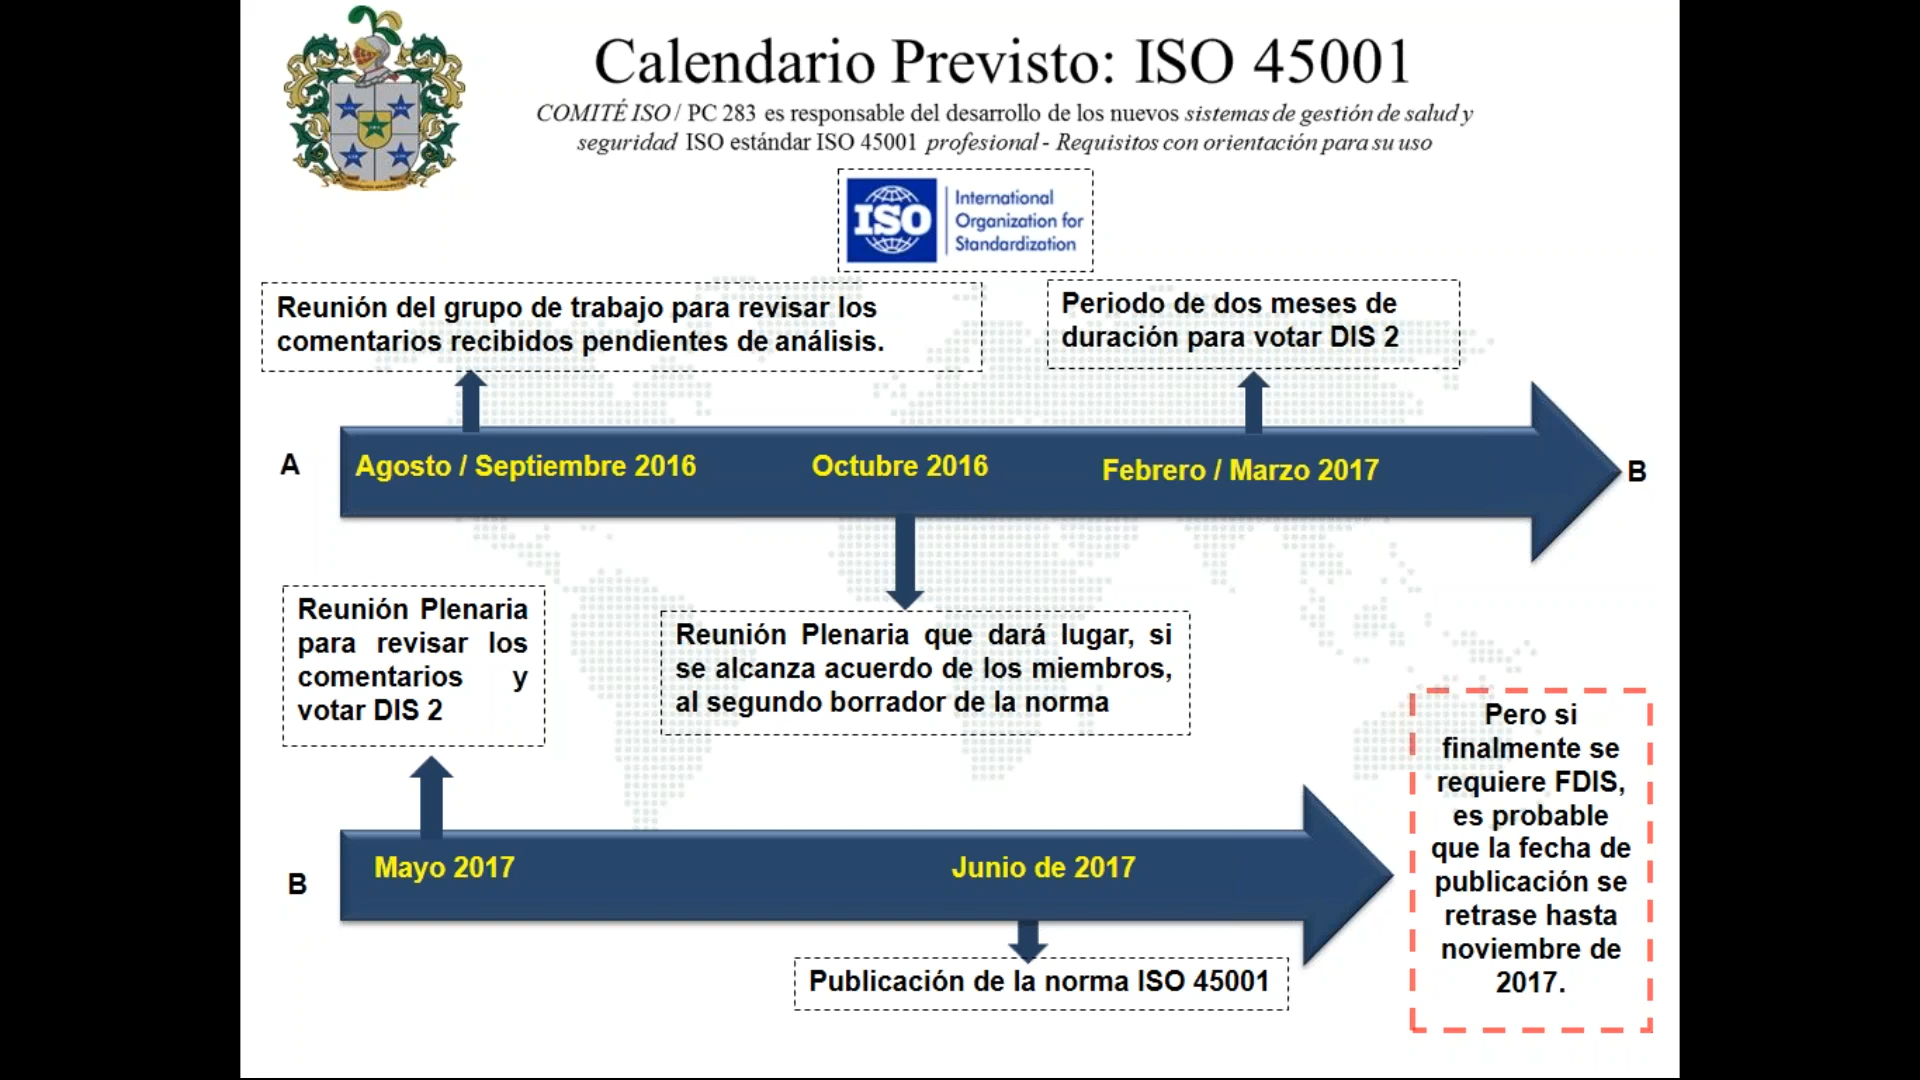 Calendario Previsto: ISO 45001
COMITÉ ISO / PC 283 es responsable del desarrollo de los nuevos sistemas de gestión de salud y
seguridad ISO estándar ISO 45001 profesional - Requisitos con orientación para su uso
ISO
International
Organization for
Standardization
Reunión del grupo de trabajo para revisar los
comentarios recibidos pendientes de análisis.
Periodo de dos meses de
duración para votar DIS 2
A
Agosto / Septiembre 2016
Octubre 2016
Febrero / Marzo 2017
B
Reunión Plenaria
para revisar los
comentarios y
votar DIS 2
Reunión Plenaria que dará lugar, si
se alcanza acuerdo de los miembros,
al segundo borrador de la norma
B
Mayo 2017
Junio de 2017
Publicación de la norma ISO 45001
Pero si
finalmente se
requiere FDIS,
es probable
que la fecha de
publicación se
retrase hasta
noviembre de
2017.